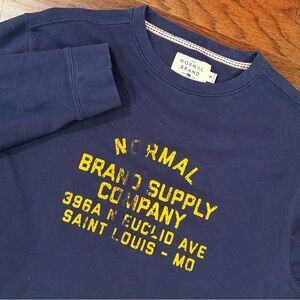 NORMAL
BRAND
NORMAL
BRAND SUPPLY
COMPANY
396A N EUCLID AVE
SAINT LOUIS - MO